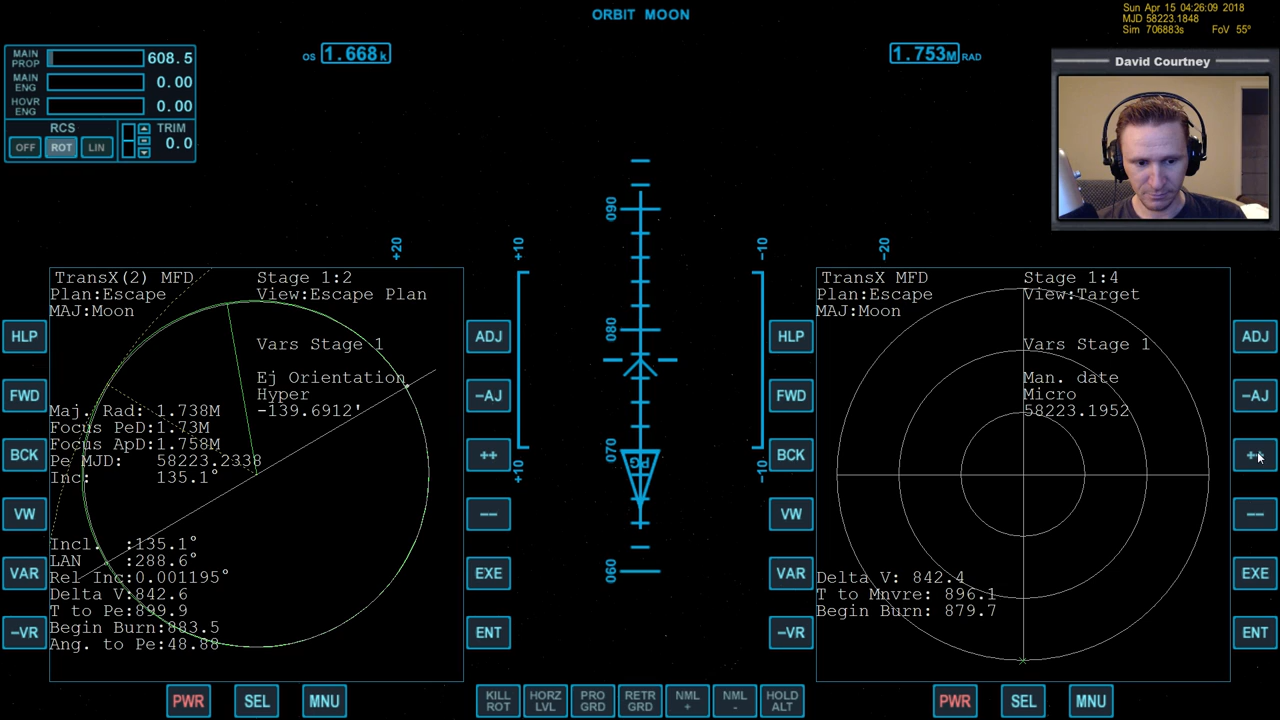 ORBIT MOON
Sun Apr 15 04:26:09 2018
MJD 58223.1848
Sim 706883s
FoV 55°
MAIN PROP 608.5
MAIN ENG 0.00
HOVR ENG 0.00
RCS
TRIM
OFF ROT LIN
0.0
OS 1.668k
1.753M RAD
David Courtney
090
080
070
060
+20
+10
-10
-20
+10
-10
PG
TransX(2) MFD
Stage 1:2
Plan:Escape
View:Escape Plan
MAJ:Moon
Vars Stage 1
Ej Orientation
Hyper
-139.6912'
Maj. Rad: 1.738M
Focus PeD:1.73M
Focus ApD:1.758M
Pe MJD: 58223.2338
Inc: 135.1°
Incl. :135.1°
LAN :288.6°
Rel Inc:0.001195°
Delta V:842.6
T to Pe:899.9
Begin Burn:883.5
Ang. to Pe:48.88
HLP
FWD
BCK
VW
VAR
-VR
ADJ
-AJ
++
--
EXE
ENT
PWR SEL MNU
TransX MFD
Stage 1:4
Plan:Escape
View:Target
MAJ:Moon
Vars Stage 1
Man. date
Micro
58223.1952
Delta V: 842.4
T to Mnvre: 896.1
Begin Burn: 879.7
HLP
FWD
BCK
VW
VAR
-VR
ADJ
-AJ
++
--
EXE
ENT
PWR SEL MNU
KILL ROT
HORZ LVL
PRO GRD
RETR GRD
NML +
NML -
HOLD ALT